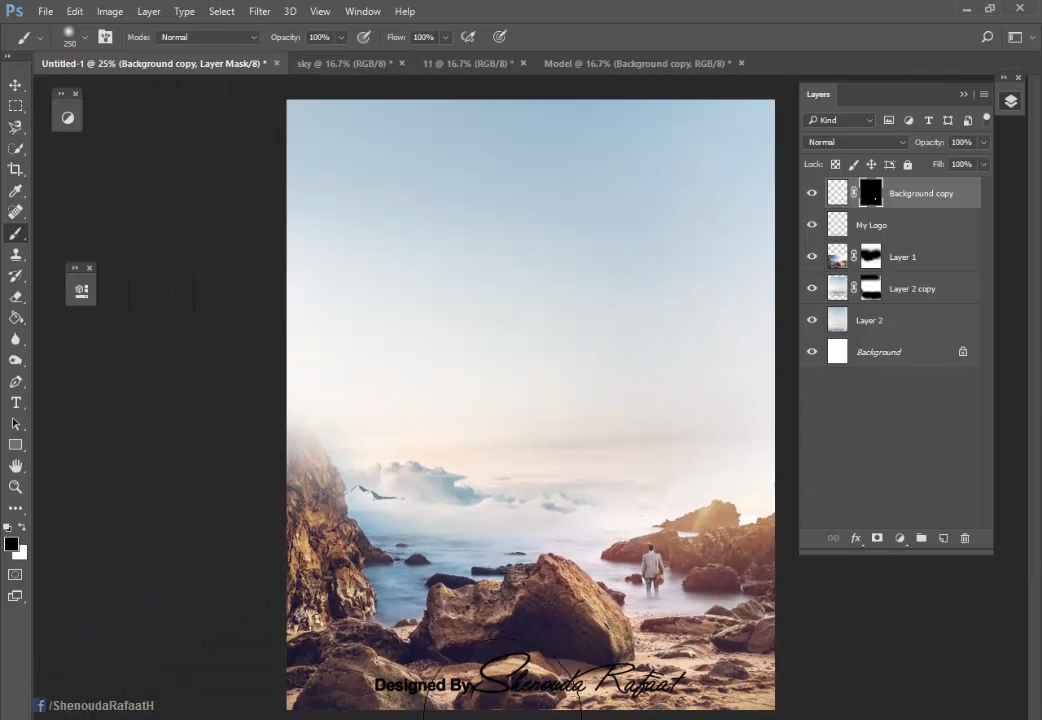 Ps File Edit Image Layer Type Select Filter 3D View Window Help
250 Mode: Normal Opacity: 100% Flow: 100%
Untitled-1 @ 25% (Background copy, Layer Mask/8) * × sky @ 16.7% (RGB/8) * × 11 @ 16.7% (RGB/8) * × Model @ 16.7% (Background copy, RGB/8) * ×
Layers
Kind
Normal Opacity: 100%
Lock: Fill: 100%
Background copy
My Logo
Layer 1
Layer 2 copy
Layer 2
Background
fx
Designed By Shenouda Raffaat
f /ShenoudaRafaatH